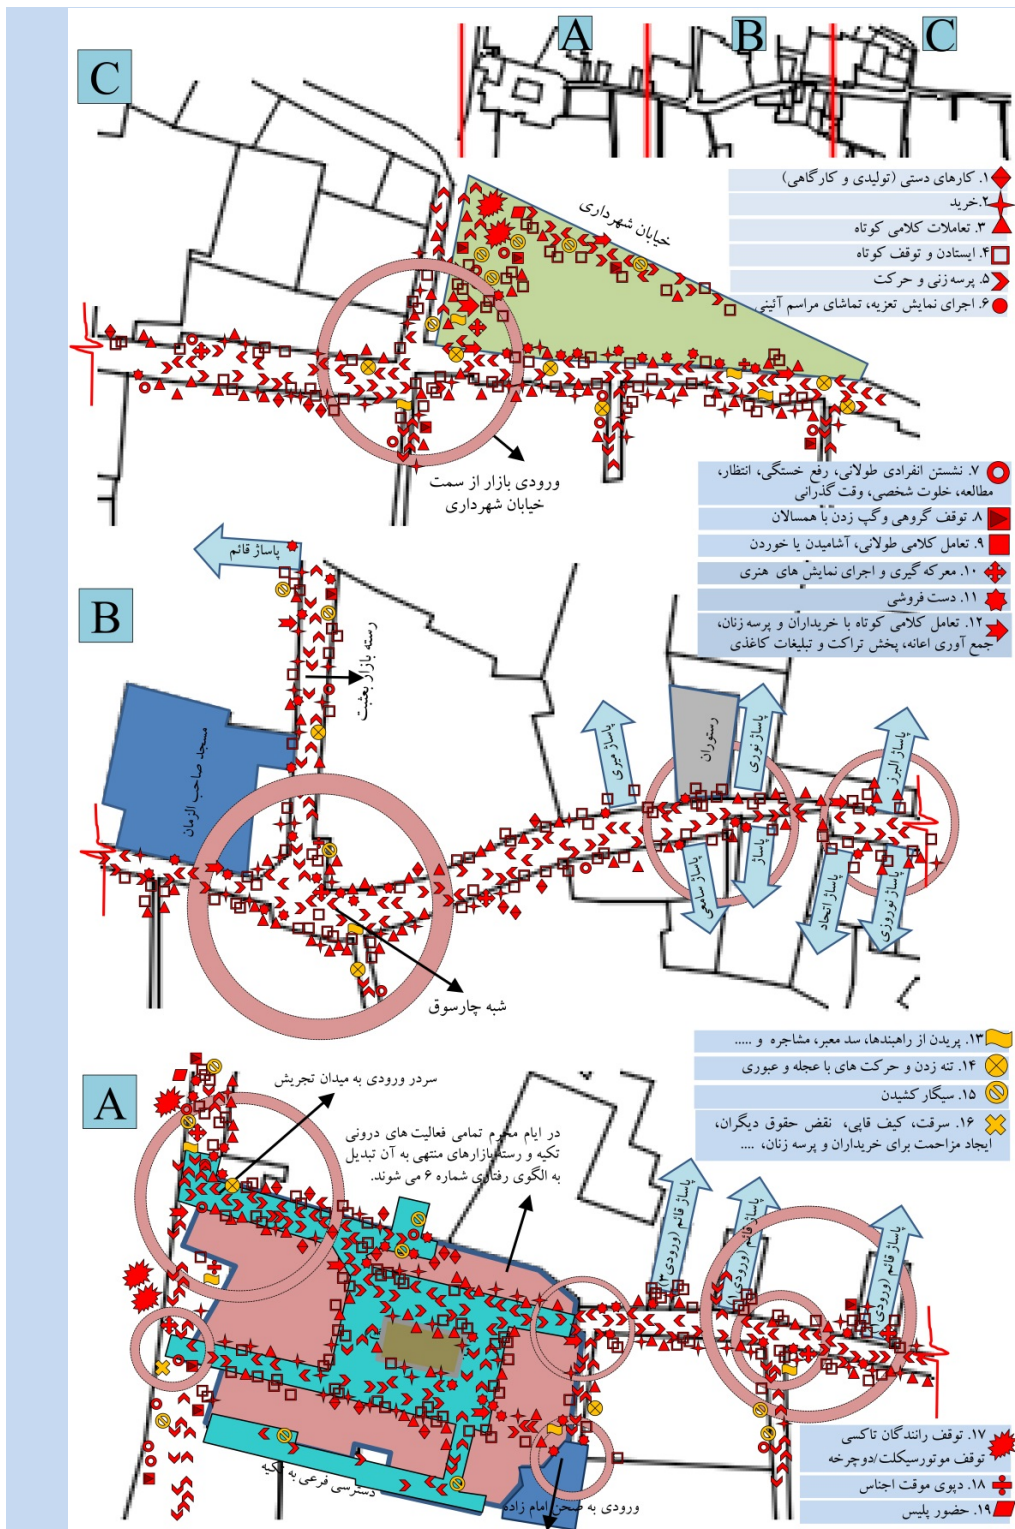 A
B
C
C
۱. کارهای دستی (تولیدی و کارگاهی)
۲.خرید
۳. تعاملات کلامی کوتاه
۴. ایستادن و توقف کوتاه
۵. پرسه زنی و حرکت
۶. اجرای نمایش تعزیه، تماشای مراسم آئینی
خیابان شهرداری
ورودی بازار از سمت
خیابان شهرداری
۷. نشستن انفرادی طولانی، رفع خستگی، انتظار،
مطالعه، خلوت شخصی، وقت گذرانی
۸. توقف گروهی وگپ زدن با همسالان
۹. تعامل کلامی طولانی، آشامیدن یا خوردن
۱۰. معرکه گیری و اجرای نمایش های هنری
۱۱. دست فروشی
۱۲. تعامل کلامی کوتاه با خریداران و پرسه زنان،
جمع آوری اعانه، پخش تراکت و تبلیغات کاغذی
B
پاساژ قائم
رسته بازار بعثت
مسجد صاحب الزمان
پاساژ میری
رستوران
پاساژ نوری
پاساژ البرز
پاساژ سامعی
پاساژ
پاساژ اتحاد
پاساژ نوروزی
شبه چارسوق
۱۳. پریدن از راهبندها، سد معبر، مشاجره و .....
۱۴. تنه زدن و حرکت های با عجله و عبوری
۱۵. سیگار کشیدن
۱۶. سرقت، کیف قاپی، نقض حقوق دیگران،
ایجاد مزاحمت برای خریداران و پرسه زنان، ....
A
سردر ورودی به میدان تجریش
در ایام محرم تمامی فعالیت های درونی
تکیه و رسته بازارهای منتهی به آن تبدیل
به الگوی رفتاری شماره ۶ می شوند.
پاساژ قائم (ورودی ۳)
پاساژ قائم (ورودی
پاساژ قائم (ورودی
دسترسی فرعی به تکیه
ورودی به صحن امام زاده
۱۷. توقف رانندگان تاکسی
توقف موتورسیکلت/دوچرخه
۱۸. دپوی موقت اجناس
۱۹. حضور پلیس